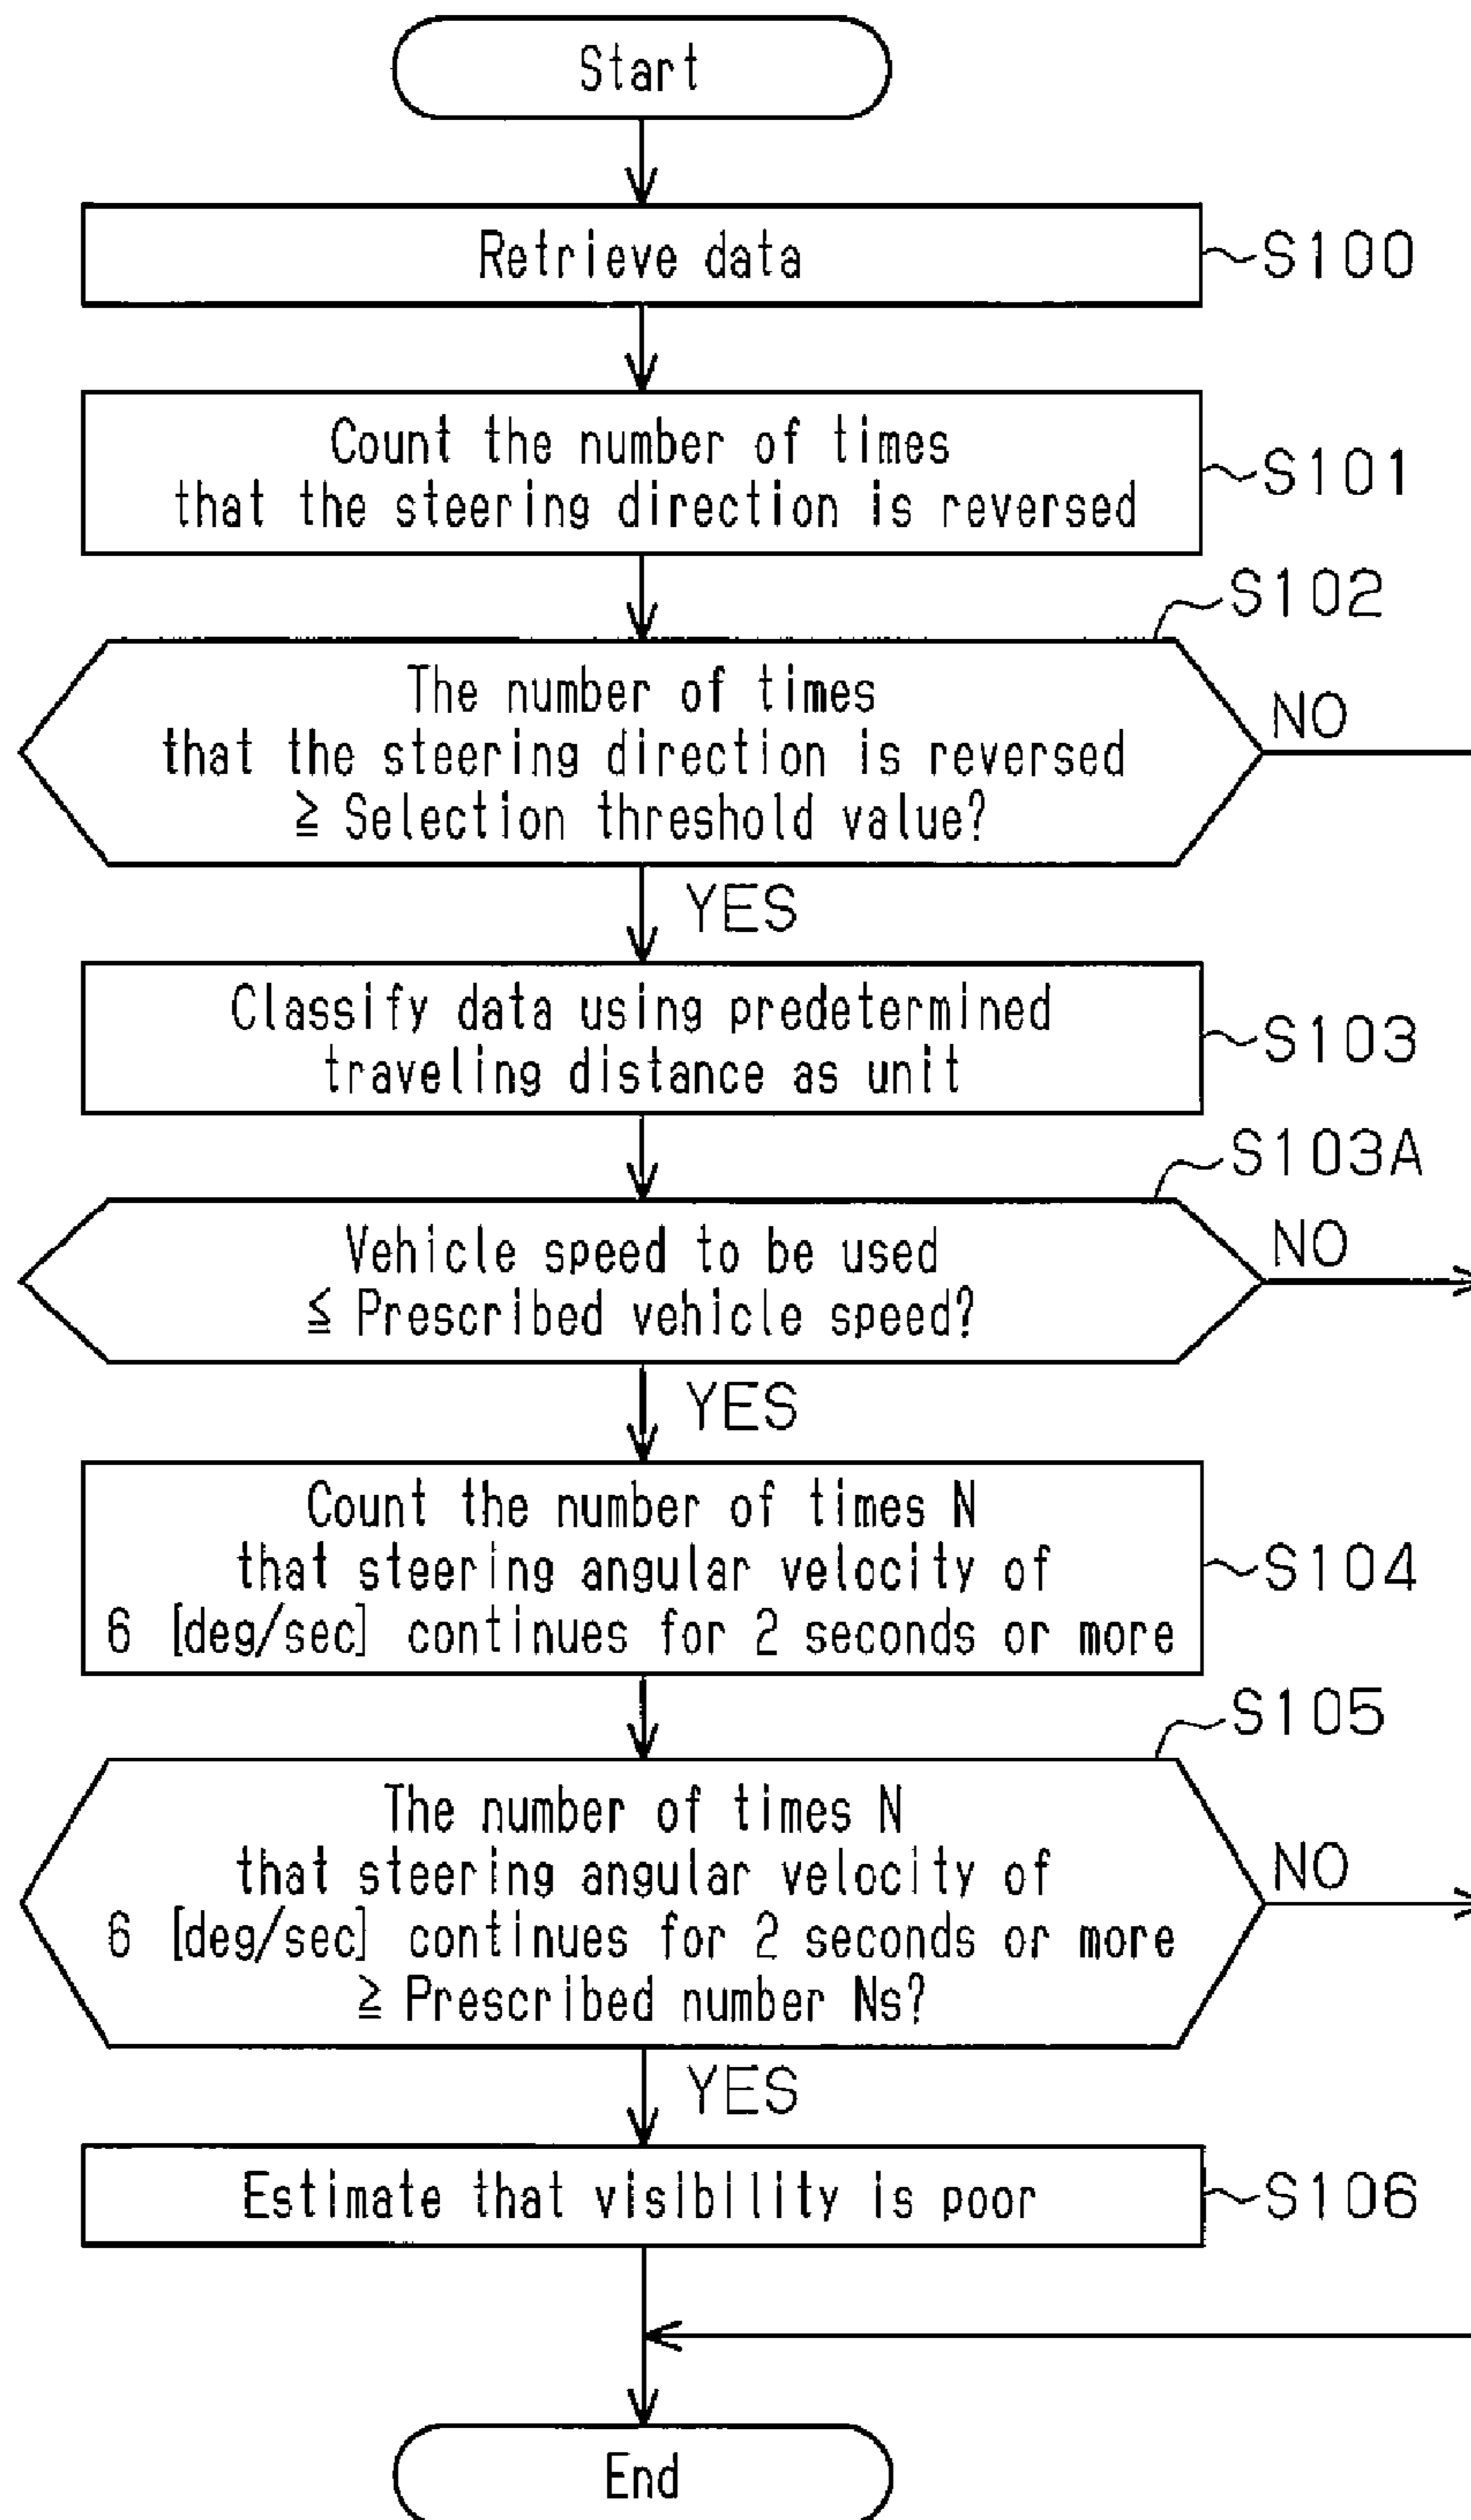 Start
Retrieve data
S100
Count the number of times
that the steering direction is reversed
S101
S102
The number of times
that the steering direction is reversed
≧ Selection threshold value?
NO
YES
Classify data using predetermined
traveling distance as unit
S103
S103A
Vehicle speed to be used
≦ Prescribed vehicle speed?
NO
YES
Count the number of times N
that steering angular velocity of
6 [deg/sec] continues for 2 seconds or more
S104
S105
The number of times N
that steering angular velocity of
6 [deg/sec] continues for 2 seconds or more
≧ Prescribed number Ns?
NO
YES
Estimate that visibility is poor
S106
End